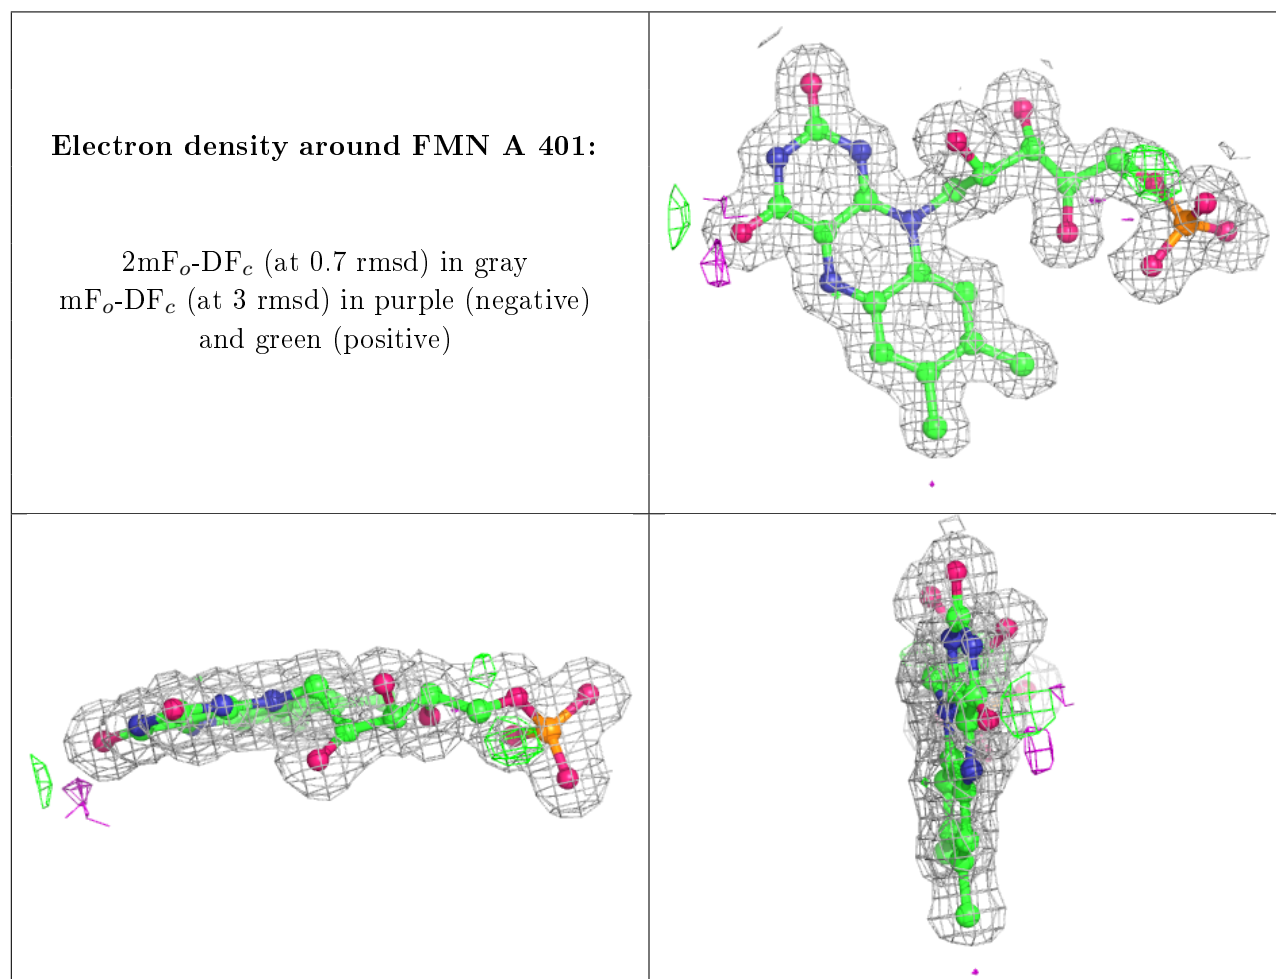 Electron density around FMN A 401:
2mFo-DFc (at 0.7 rmsd) in gray
mFo-DFc (at 3 rmsd) in purple (negative)
and green (positive)